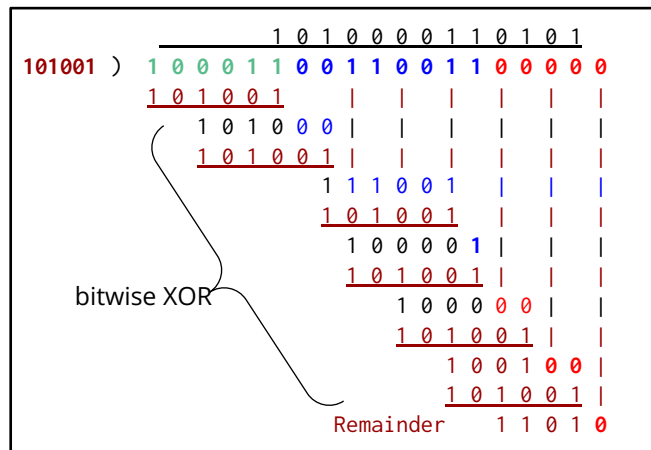 1 0 1 0 0 0 0 1 1 0 1 0 1
101001 ) 1 0 0 0 1 1 0 0 1 1 0 0 1 1 0 0 0 0 0
1 0 1 0 0 1 | | | | | |
1 0 1 0 0 0 | | | | | |
1 0 1 0 0 1 | | | | | |
1 1 1 0 0 1 | | |
1 0 1 0 0 1 | | |
1 0 0 0 0 1 | | |
1 0 1 0 0 1 | | |
bitwise XOR
1 0 0 0 0 0 | |
1 0 1 0 0 1 | |
1 0 0 1 0 0 |
1 0 1 0 0 1 |
Remainder 1 1 0 1 0